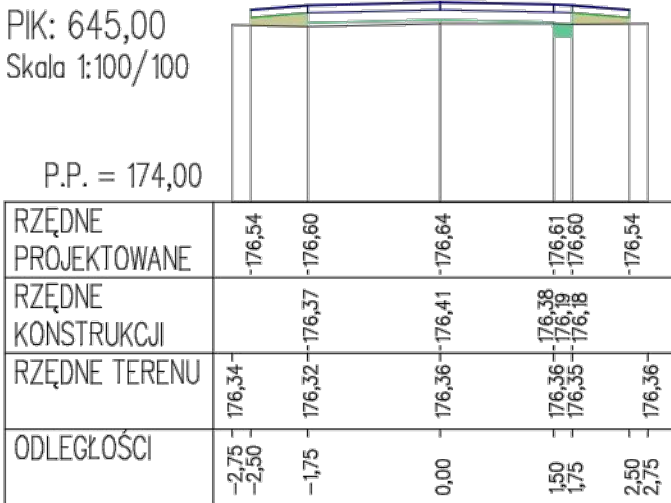 PIK: 645,00
Skala 1:100/100
P.P. = 174,00
RZĘDNE
PROJEKTOWANE
-176,54 -176,60 -176,64 -176,61 -176,60 -176,54
RZĘDNE
KONSTRUKCJI
-176,37 -176,41 176,38 -176,19 -176,18
RZĘDNE TERENU
176,34 176,32 176,36 176,36 176,35 176,36
ODLEGŁOŚCI
-2,75 -2,50 -1,75 0,00 1,50 1,75 2,50 2,75